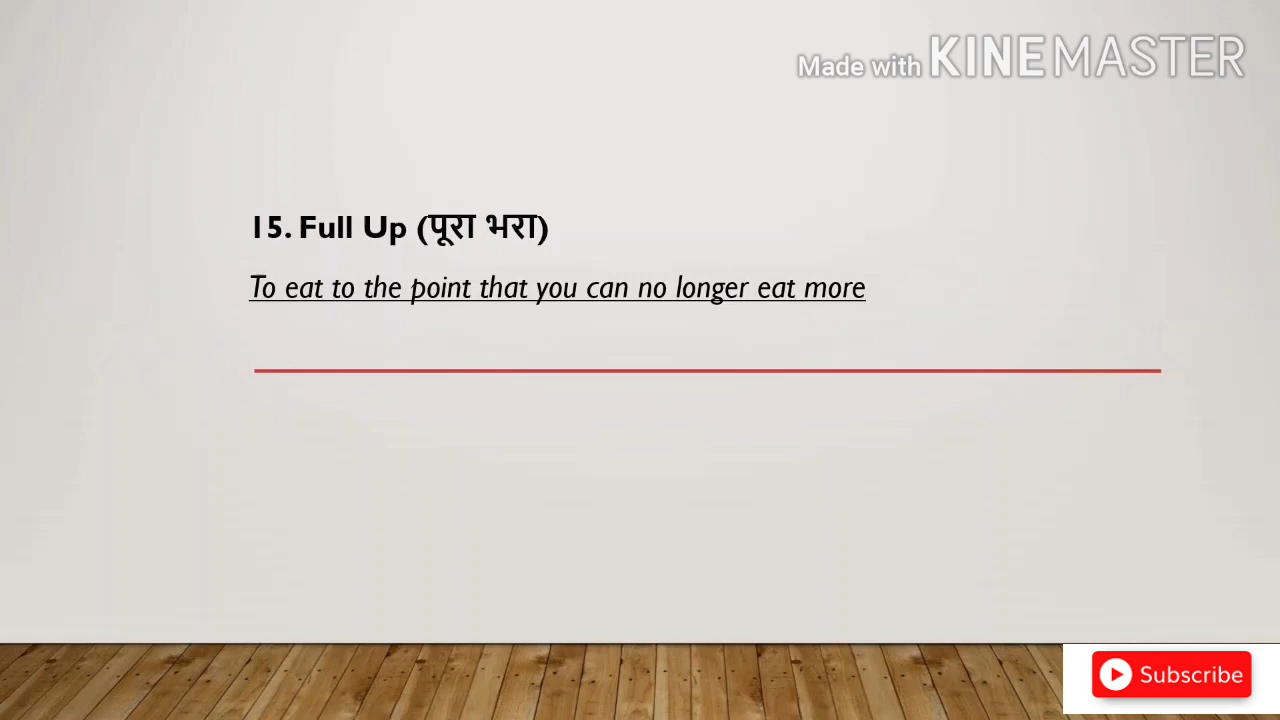 Made with KINEMASTER
15. Full Up (पूरा भरा)
To eat to the point that you can no longer eat more
Subscribe